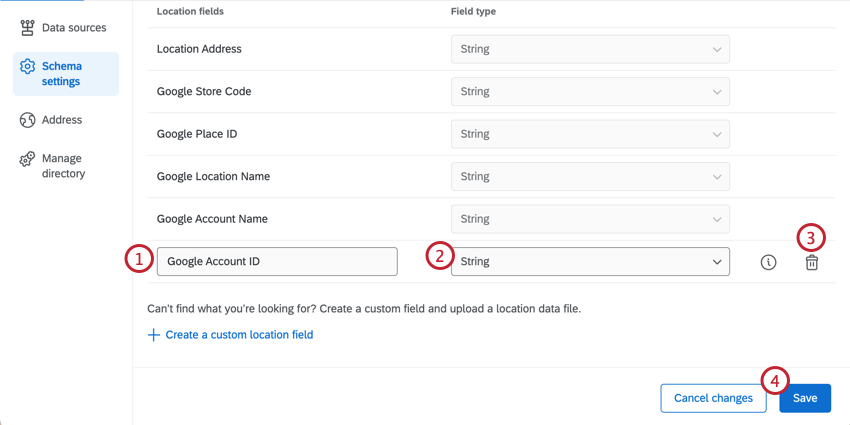 Location fields Field type
Data sources
Schema
settings
Address
Manage
directory
Location Address String
Google Store Code String
Google Place ID String
Google Location Name String
Google Account Name String
1 Google Account ID 2 String 3
Can't find what you're looking for? Create a custom field and upload a location data file.
Create a custom location field
4
Cancel changes Save